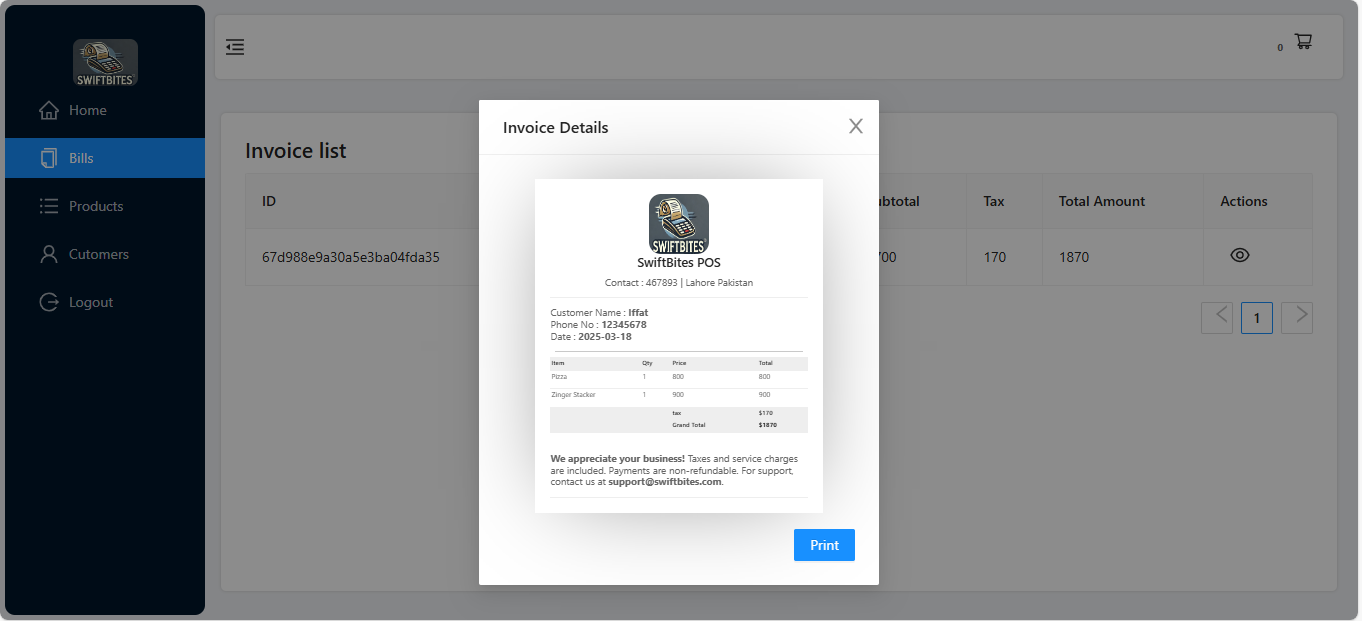 SWIFTBITES
Home
Bills
Products
Cutomers
Logout
0
Invoice list
ID Tax Total Amount Actions
67d988e9a30a5e3ba04fda35 170 1870
1
Invoice Details
SWIFTBITES
SwiftBites POS
Contact : 467893 | Lahore Pakistan
Customer Name : Iffat
Phone No : 12345678
Date : 2025-03-18
Item Qty Price Total
Pizza 1 800 800
Zinger Stacker 1 900 900
tax $170
Grand Total $1870
We appreciate your business! Taxes and service charges
are included. Payments are non-refundable. For support,
contact us at support@swiftbites.com.
Print